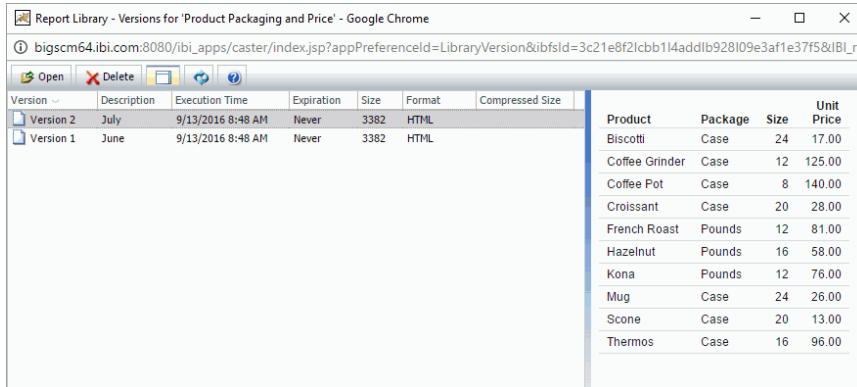 Report Library - Versions for 'Product Packaging and Price' - Google Chrome
bigscm64.ibi.com:8080/ibi_apps/caster/index.jsp?appPreferenceId=LibraryVersion&ibfsId=3c21e8f2lcbb1l4addlb928l09e3af1e37f5&IBI_r
Open Delete
Version Description Execution Time Expiration Size Format Compressed Size
Version 2 July 9/13/2016 8:48 AM Never 3382 HTML
Version 1 June 9/13/2016 8:48 AM Never 3382 HTML
Unit
Product Package Size Price
Biscotti Case 24 17.00
Coffee Grinder Case 12 125.00
Coffee Pot Case 8 140.00
Croissant Case 20 28.00
French Roast Pounds 12 81.00
Hazelnut Pounds 16 58.00
Kona Pounds 12 76.00
Mug Case 24 26.00
Scone Case 20 13.00
Thermos Case 16 96.00